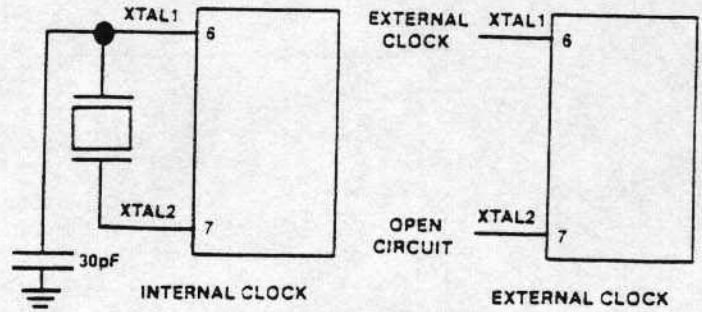 XTAL1
6
XTAL2
7
30pF
INTERNAL CLOCK
EXTERNAL
CLOCK
XTAL1
6
OPEN
CIRCUIT
XTAL2
7
EXTERNAL CLOCK